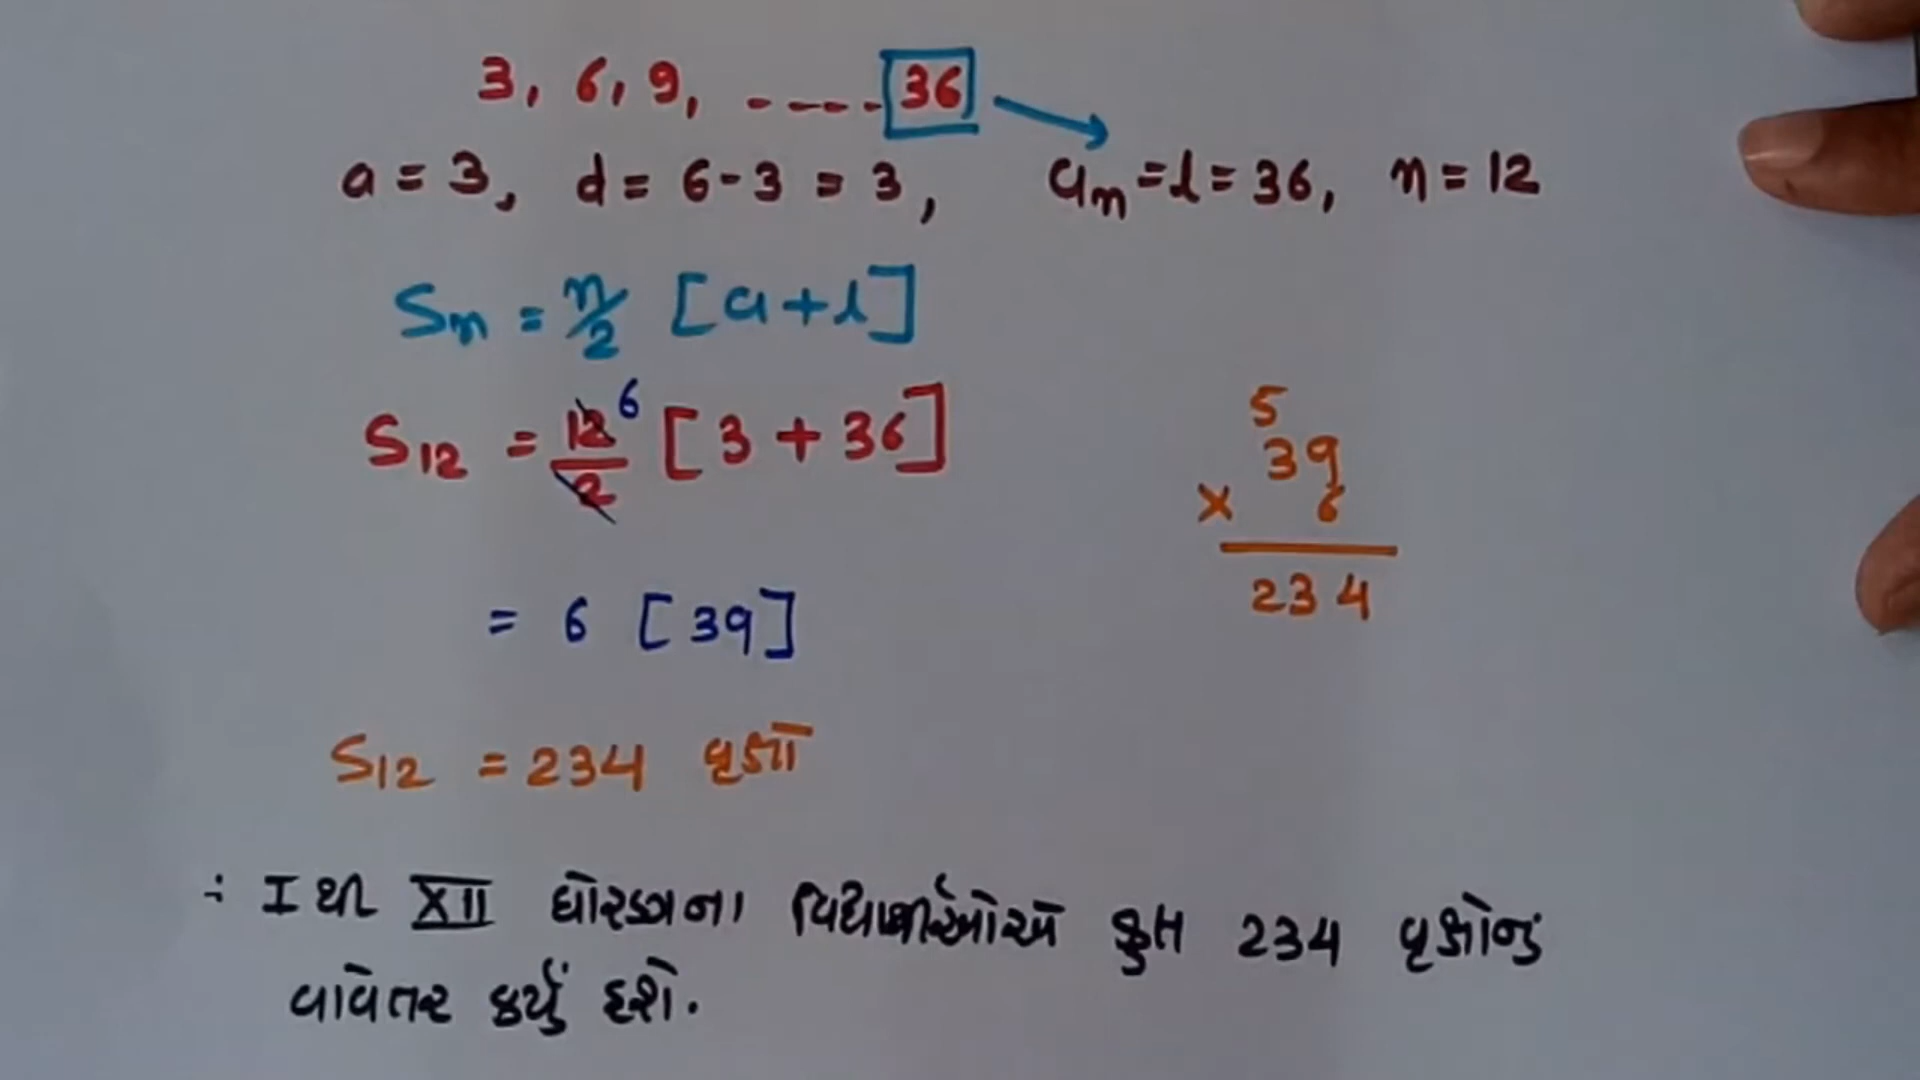 3, 6, 9, ---- 36
a = 3, d = 6 - 3 = 3, an = l = 36, n = 12
Sn = n/2 [a + l]
S12 = 12/2 6 [3 + 36]
5
39
× 6
234
= 6 [39]
S12 = 234 વૃક્ષો
∴ I થી XII ધોરણના વિદ્યાર્થીઓએ કુલ 234 વૃક્ષોનું
વાવેતર કર્યું હશે.